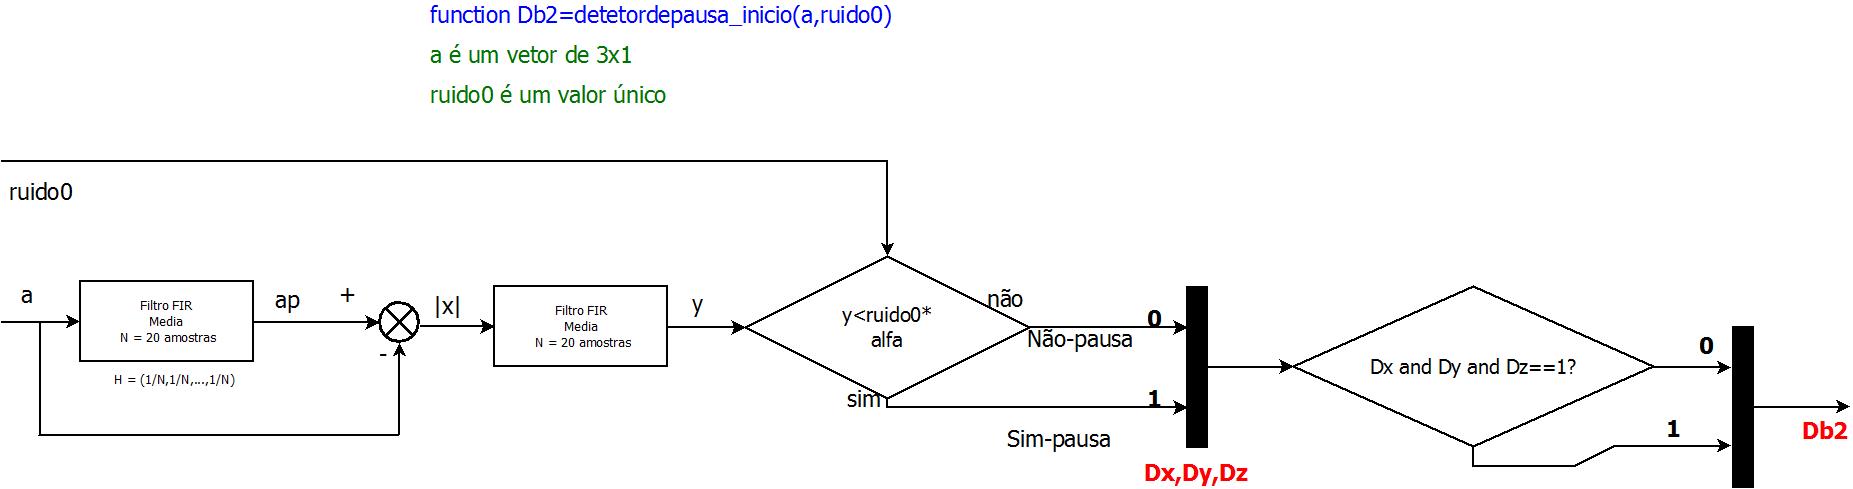 function Db2=detetordepausa_inicio(a,ruido0)
a é um vetor de 3x1
ruido0 é um valor único
ruido0
a
Filtro FIR
Media
N = 20 amostras
H = (1/N,1/N,...,1/N)
ap
+
-
|x|
Filtro FIR
Media
N = 20 amostras
y
y<ruido0*
alfa
não
Não-pausa
0
sim
1
Sim-pausa
Dx,Dy,Dz
Dx and Dy and Dz==1?
0
1
Db2